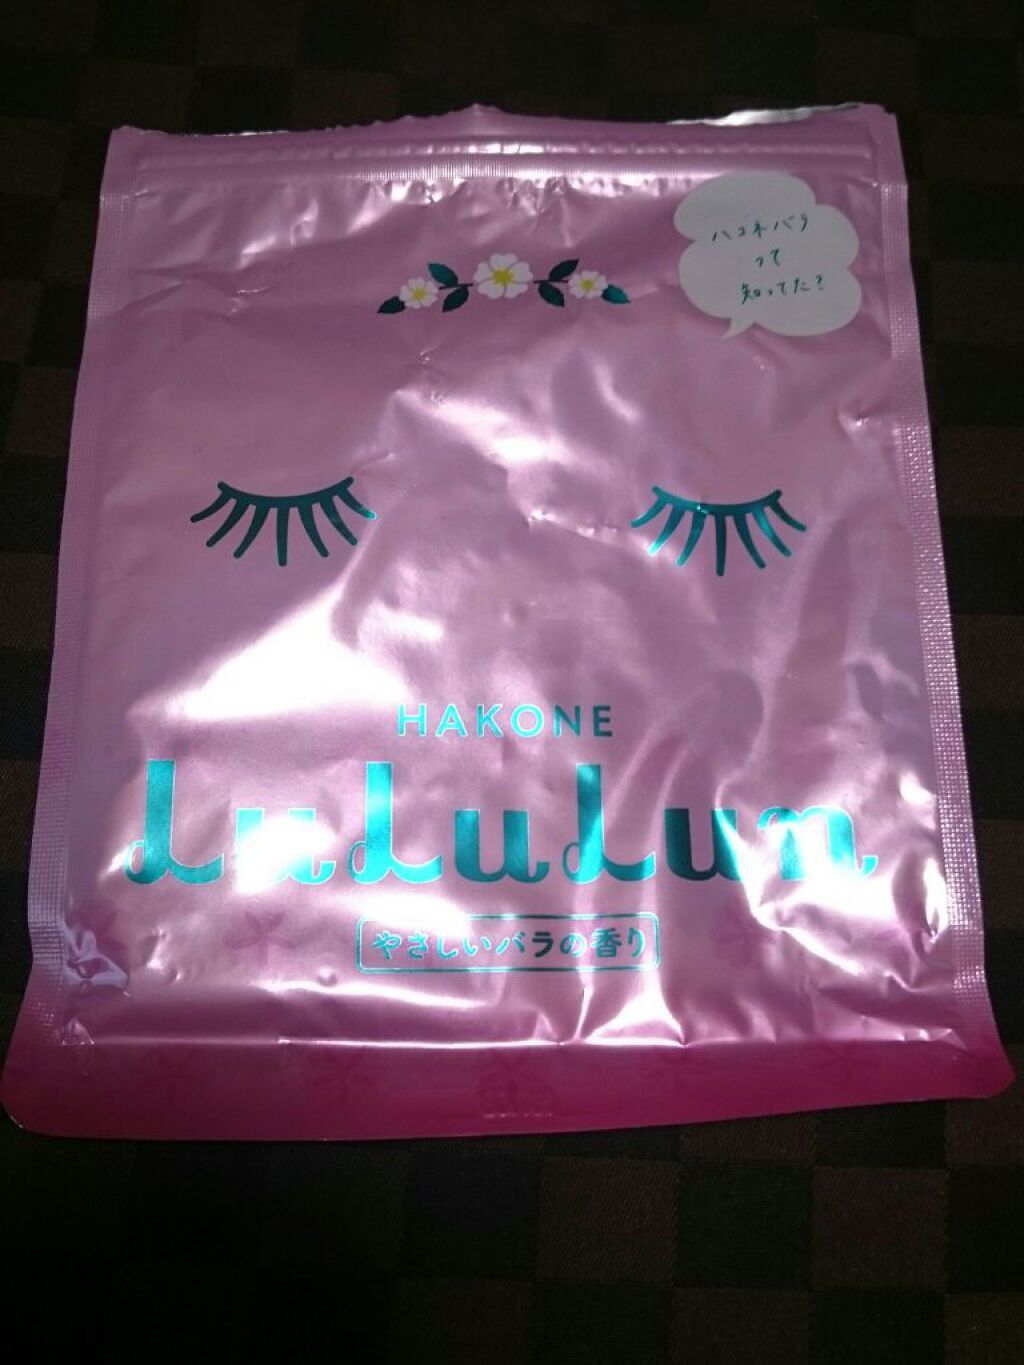 ハコネバラ
って
知ってた?
HAKONE
LuLuLun
やさしいバラの香り